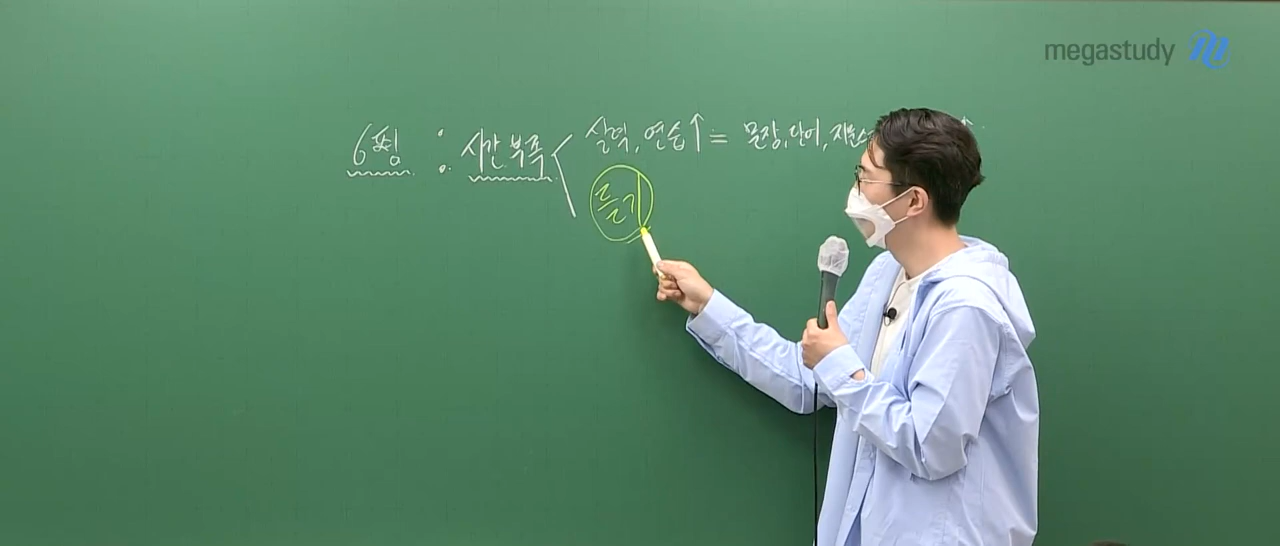 megastudy
6평 : 시간 부족 < 실력, 연습↑ = 문장, 단어, 지문
듣기